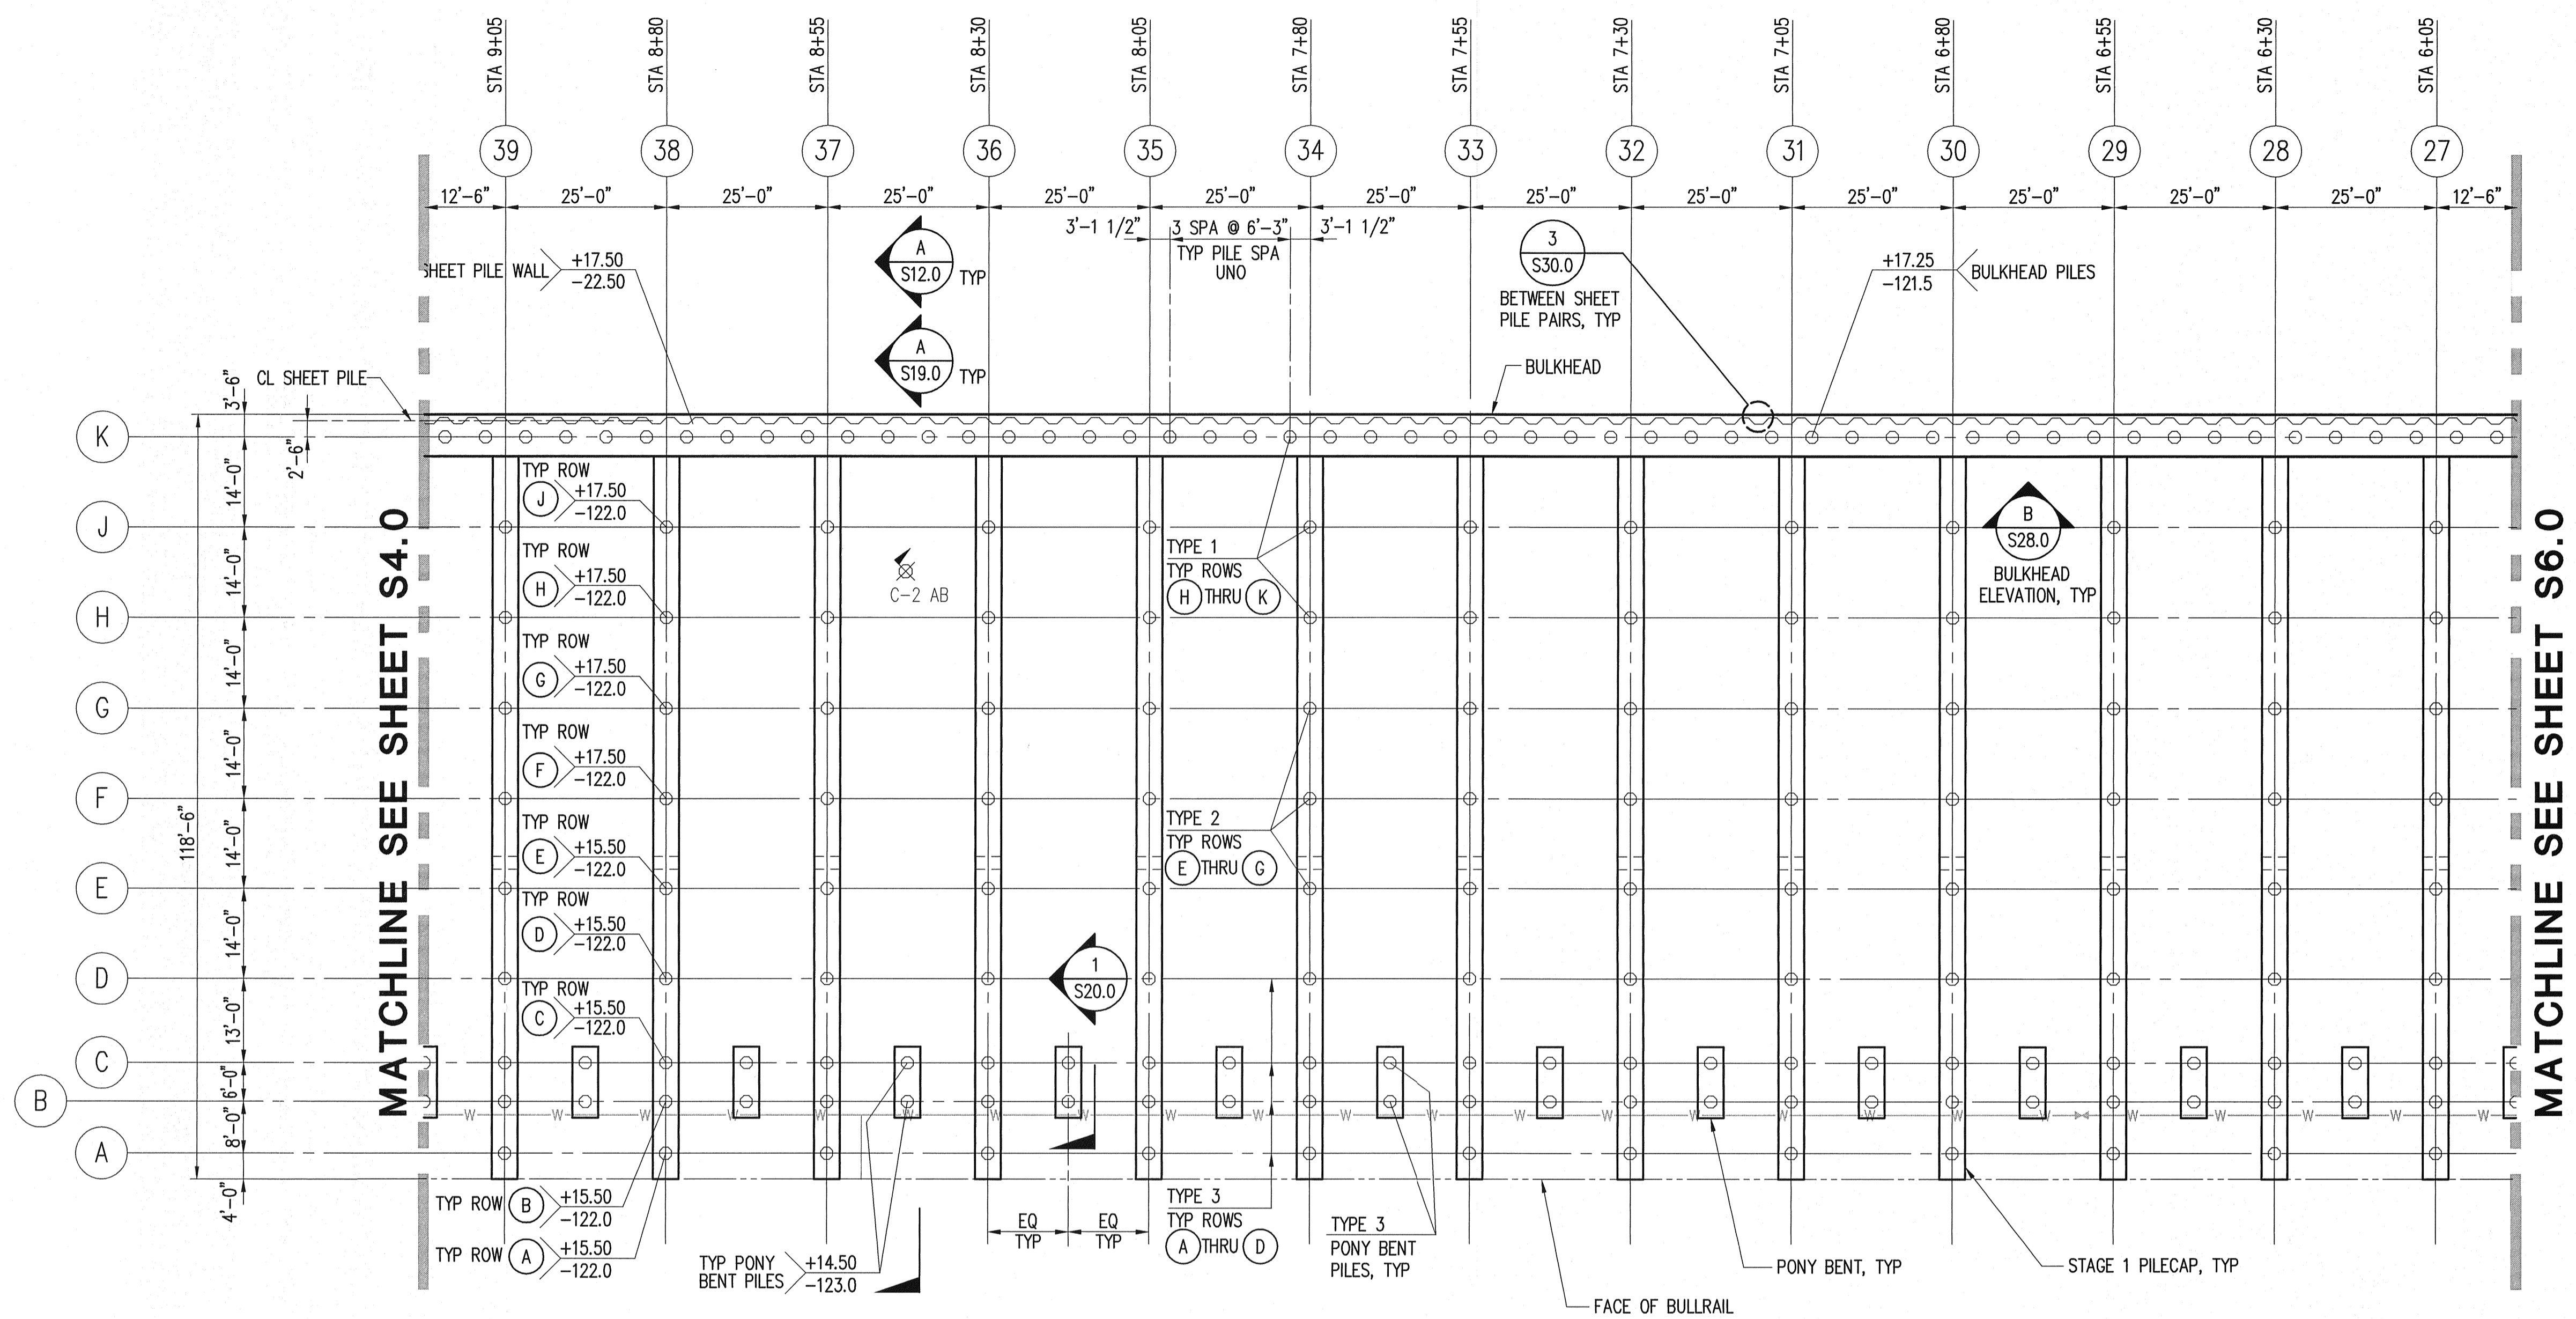 STA 9+05
STA 8+80
STA 8+55
STA 8+30
STA 8+05
STA 7+80
STA 7+55
STA 7+30
STA 7+05
STA 6+80
STA 6+55
STA 6+30
STA 6+05
39
38
37
36
35
34
33
32
31
30
29
28
27
12'-6"
25'-0"
25'-0"
25'-0"
25'-0"
25'-0"
25'-0"
25'-0"
25'-0"
25'-0"
25'-0"
25'-0"
25'-0"
12'-6"
3'-1 1/2"
3 SPA @ 6'-3"
3'-1 1/2"
TYP PILE SPA
UNO
A
S12.0
TYP
A
S19.0
TYP
SHEET PILE WALL
+17.50
-22.50
3
S30.0
BETWEEN SHEET
PILE PAIRS, TYP
BULKHEAD
+17.25
-121.5
BULKHEAD PILES
CL SHEET PILE
3'-6"
2'-6"
K
J
H
G
F
E
D
C
B
A
14'-0"
14'-0"
14'-0"
14'-0"
14'-0"
14'-0"
13'-0"
6'-0"
8'-0"
4'-0"
118'-6"
MATCHLINE SEE SHEET S4.0
MATCHLINE SEE SHEET S6.0
TYP ROW
J
+17.50
-122.0
TYP ROW
H
+17.50
-122.0
TYP ROW
G
+17.50
-122.0
TYP ROW
F
+17.50
-122.0
TYP ROW
E
+15.50
-122.0
TYP ROW
D
+15.50
-122.0
TYP ROW
C
+15.50
-122.0
TYP ROW
B
+15.50
-122.0
TYP ROW
A
+15.50
-122.0
C-2 AB
TYPE 1
TYP ROWS
H THRU K
TYPE 2
TYP ROWS
E THRU G
B
S28.0
BULKHEAD
ELEVATION, TYP
1
S20.0
W W W W W W W W W W W W W W W W W W W W W W W W
TYP PONY
BENT PILES
+14.50
-123.0
EQ
TYP
EQ
TYP
TYPE 3
TYP ROWS
A THRU D
TYPE 3
PONY BENT
PILES, TYP
PONY BENT, TYP
STAGE 1 PILECAP, TYP
FACE OF BULLRAIL